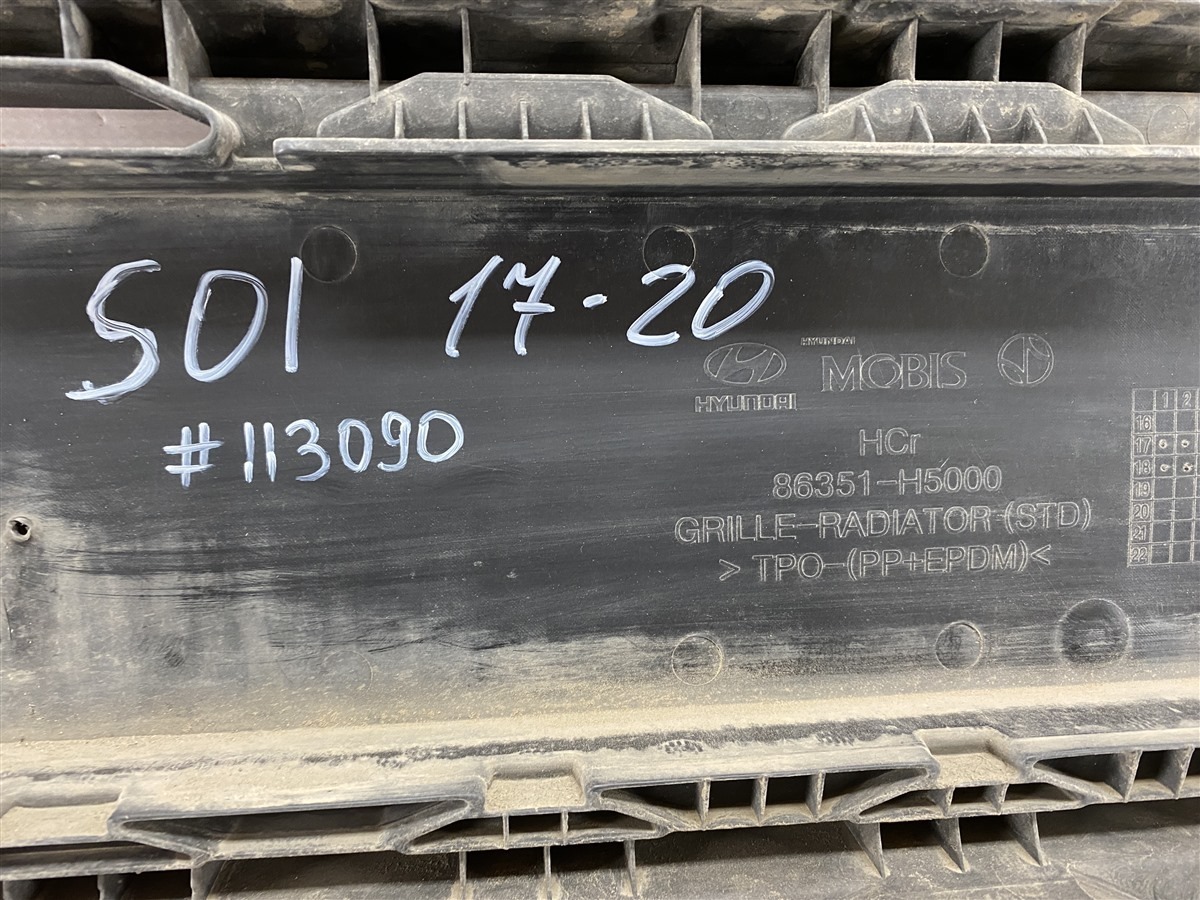 SOl 17-20
#113090
HYUNDAI
HYUNDAI
MOBIS
HCr
86351-H5000
GRILLE-RADIATOR (STD)
>TPO-(PP+EPDM)<
1 2
16
17
18
19
20
21
22